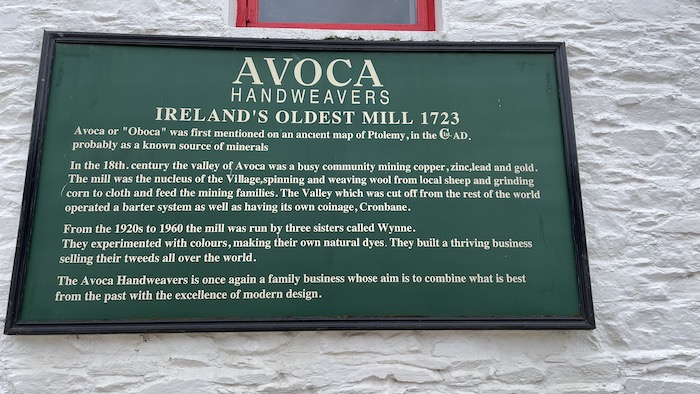 AVOCA
HANDWEAVERS
IRELAND'S OLDEST MILL 1723
Avoca or "Oboca" was first mentioned on an ancient map of Ptolemy, in the AD.
probably as a known source of minerals
In the 18th. century the valley of Avoca was a busy community mining copper, zinc,lead and gold.
The mill was the nucleus of the Village,spinning and weaving wool from local sheep and grinding
corn to cloth and feed the mining families. The Valley which was cut off from the rest of the world
operated a barter system as well as having its own coinage, Cronbane.
From the 1920s to 1960 the mill was run by three sisters called Wynne.
They experimented with colours, making their own natural dyes. They built a thriving business
selling their tweeds all over the world.
The Avoca Handweavers is once again a family business whose aim is to combine what is best
from the past with the excellence of modern design.